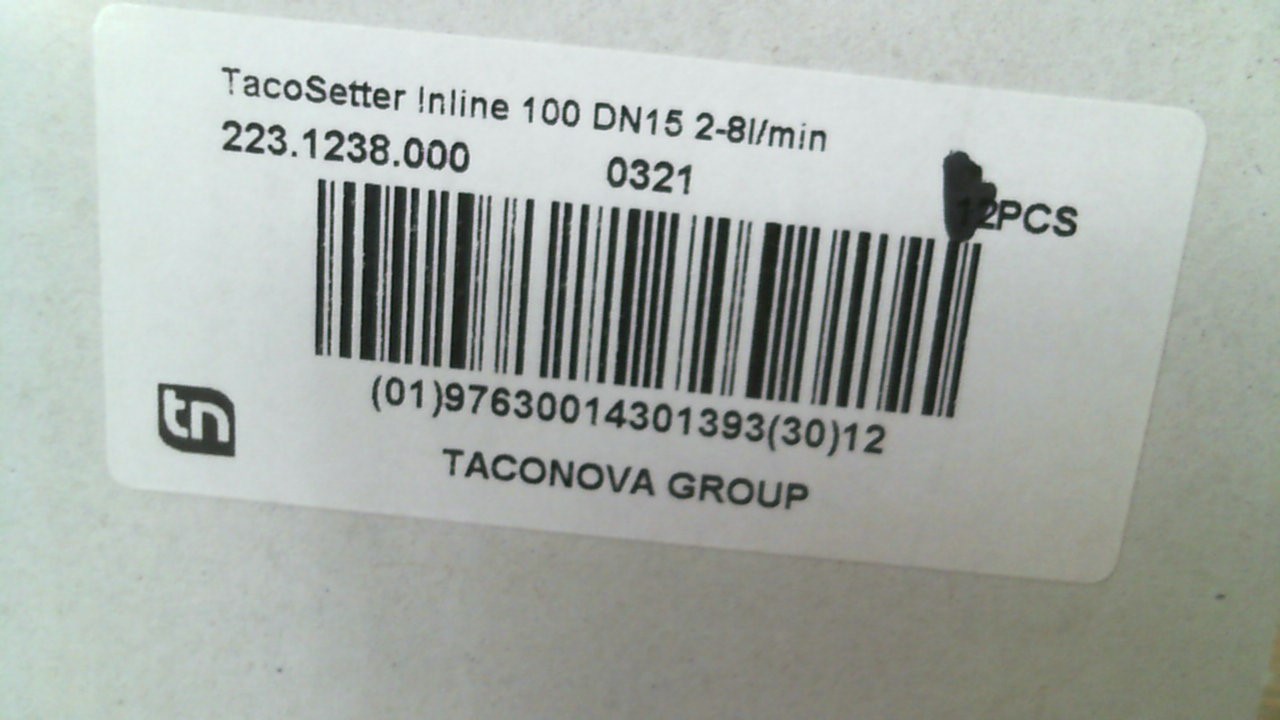 TacoSetter Inline 100 DN15 2-8l/min
223.1238.000 0321 12PCS
(01)97630014301393(30)12
tn
TACONOVA GROUP